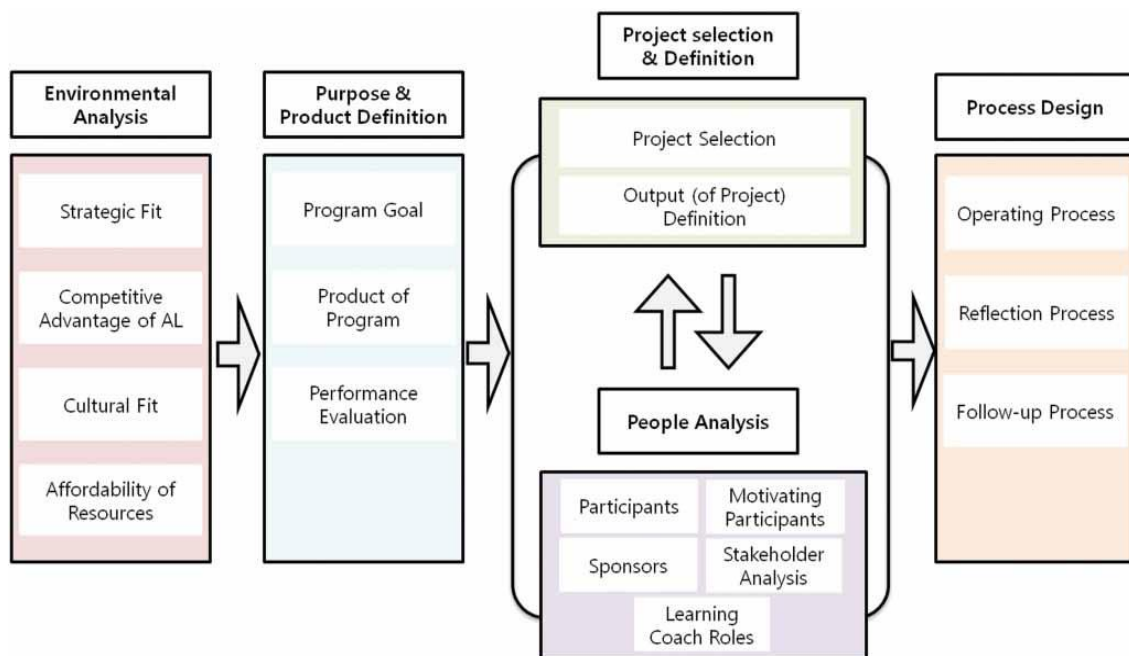 Environmental
Analysis
Strategic Fit
Competitive
Advantage of AL
Cultural Fit
Affordability of
Resources
Purpose &
Product Definition
Program Goal
Product of
Program
Performance
Evaluation
Project selection
& Definition
Project Selection
Output (of Project)
Definition
People Analysis
Participants
Motivating
Participants
Sponsors
Stakeholder
Analysis
Learning
Coach Roles
Process Design
Operating Process
Reflection Process
Follow-up Process